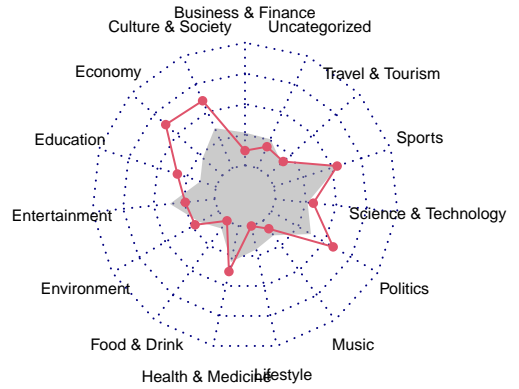 Business & Finance
Culture & Society
Uncategorized
Economy
Travel & Tourism
Education
Sports
Entertainment
Science & Technology
Environment
Politics
Food & Drink
Music
Health & Medicine
Lifestyle